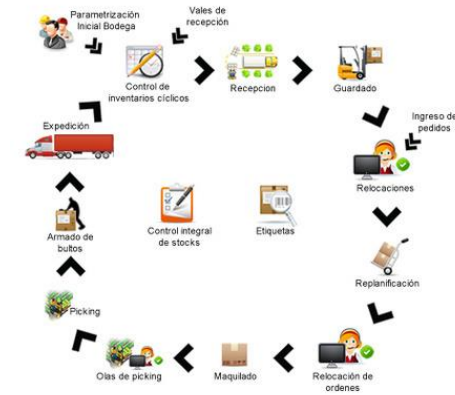 Parametrización
Inicial Bodega
Vales de
recepción
Control de
inventarios cíclicos
Recepcion
Guardado
Ingreso de
pedidos
Relocaciones
Replanificación
Relocación de
ordenes
Maquilado
Olas de picking
Picking
Armado de
bultos
Expedición
Control integral
de stocks
Etiquetas